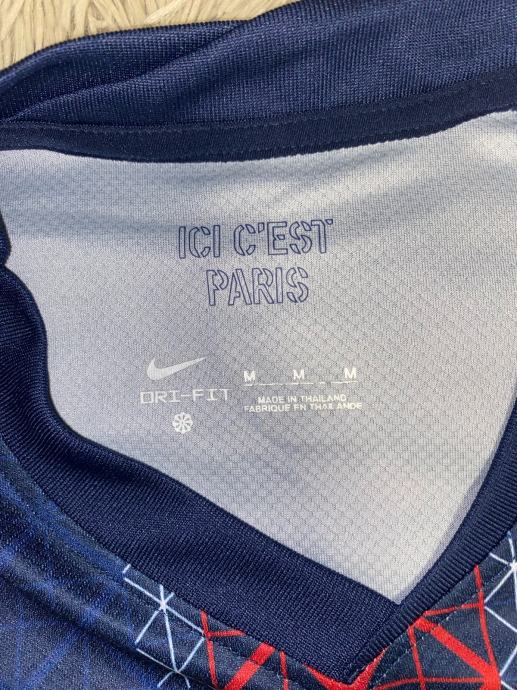 ICI C'EST
PARIS
DRI-FIT
M M M
MADE IN THAILAND
FABRIQUE EN THAILANDE